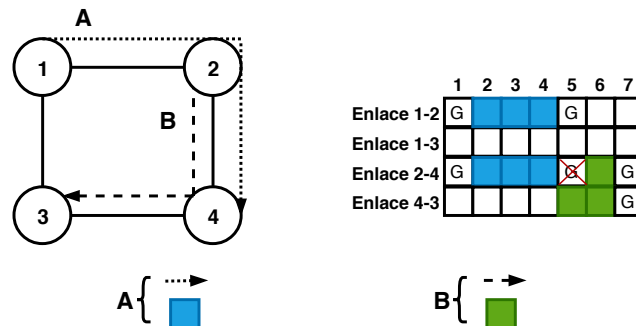 A
1
2
B
3
4
1 2 3 4 5 6 7
Enlace 1-2 G G
Enlace 1-3
Enlace 2-4 G G G
Enlace 4-3 G
A
B